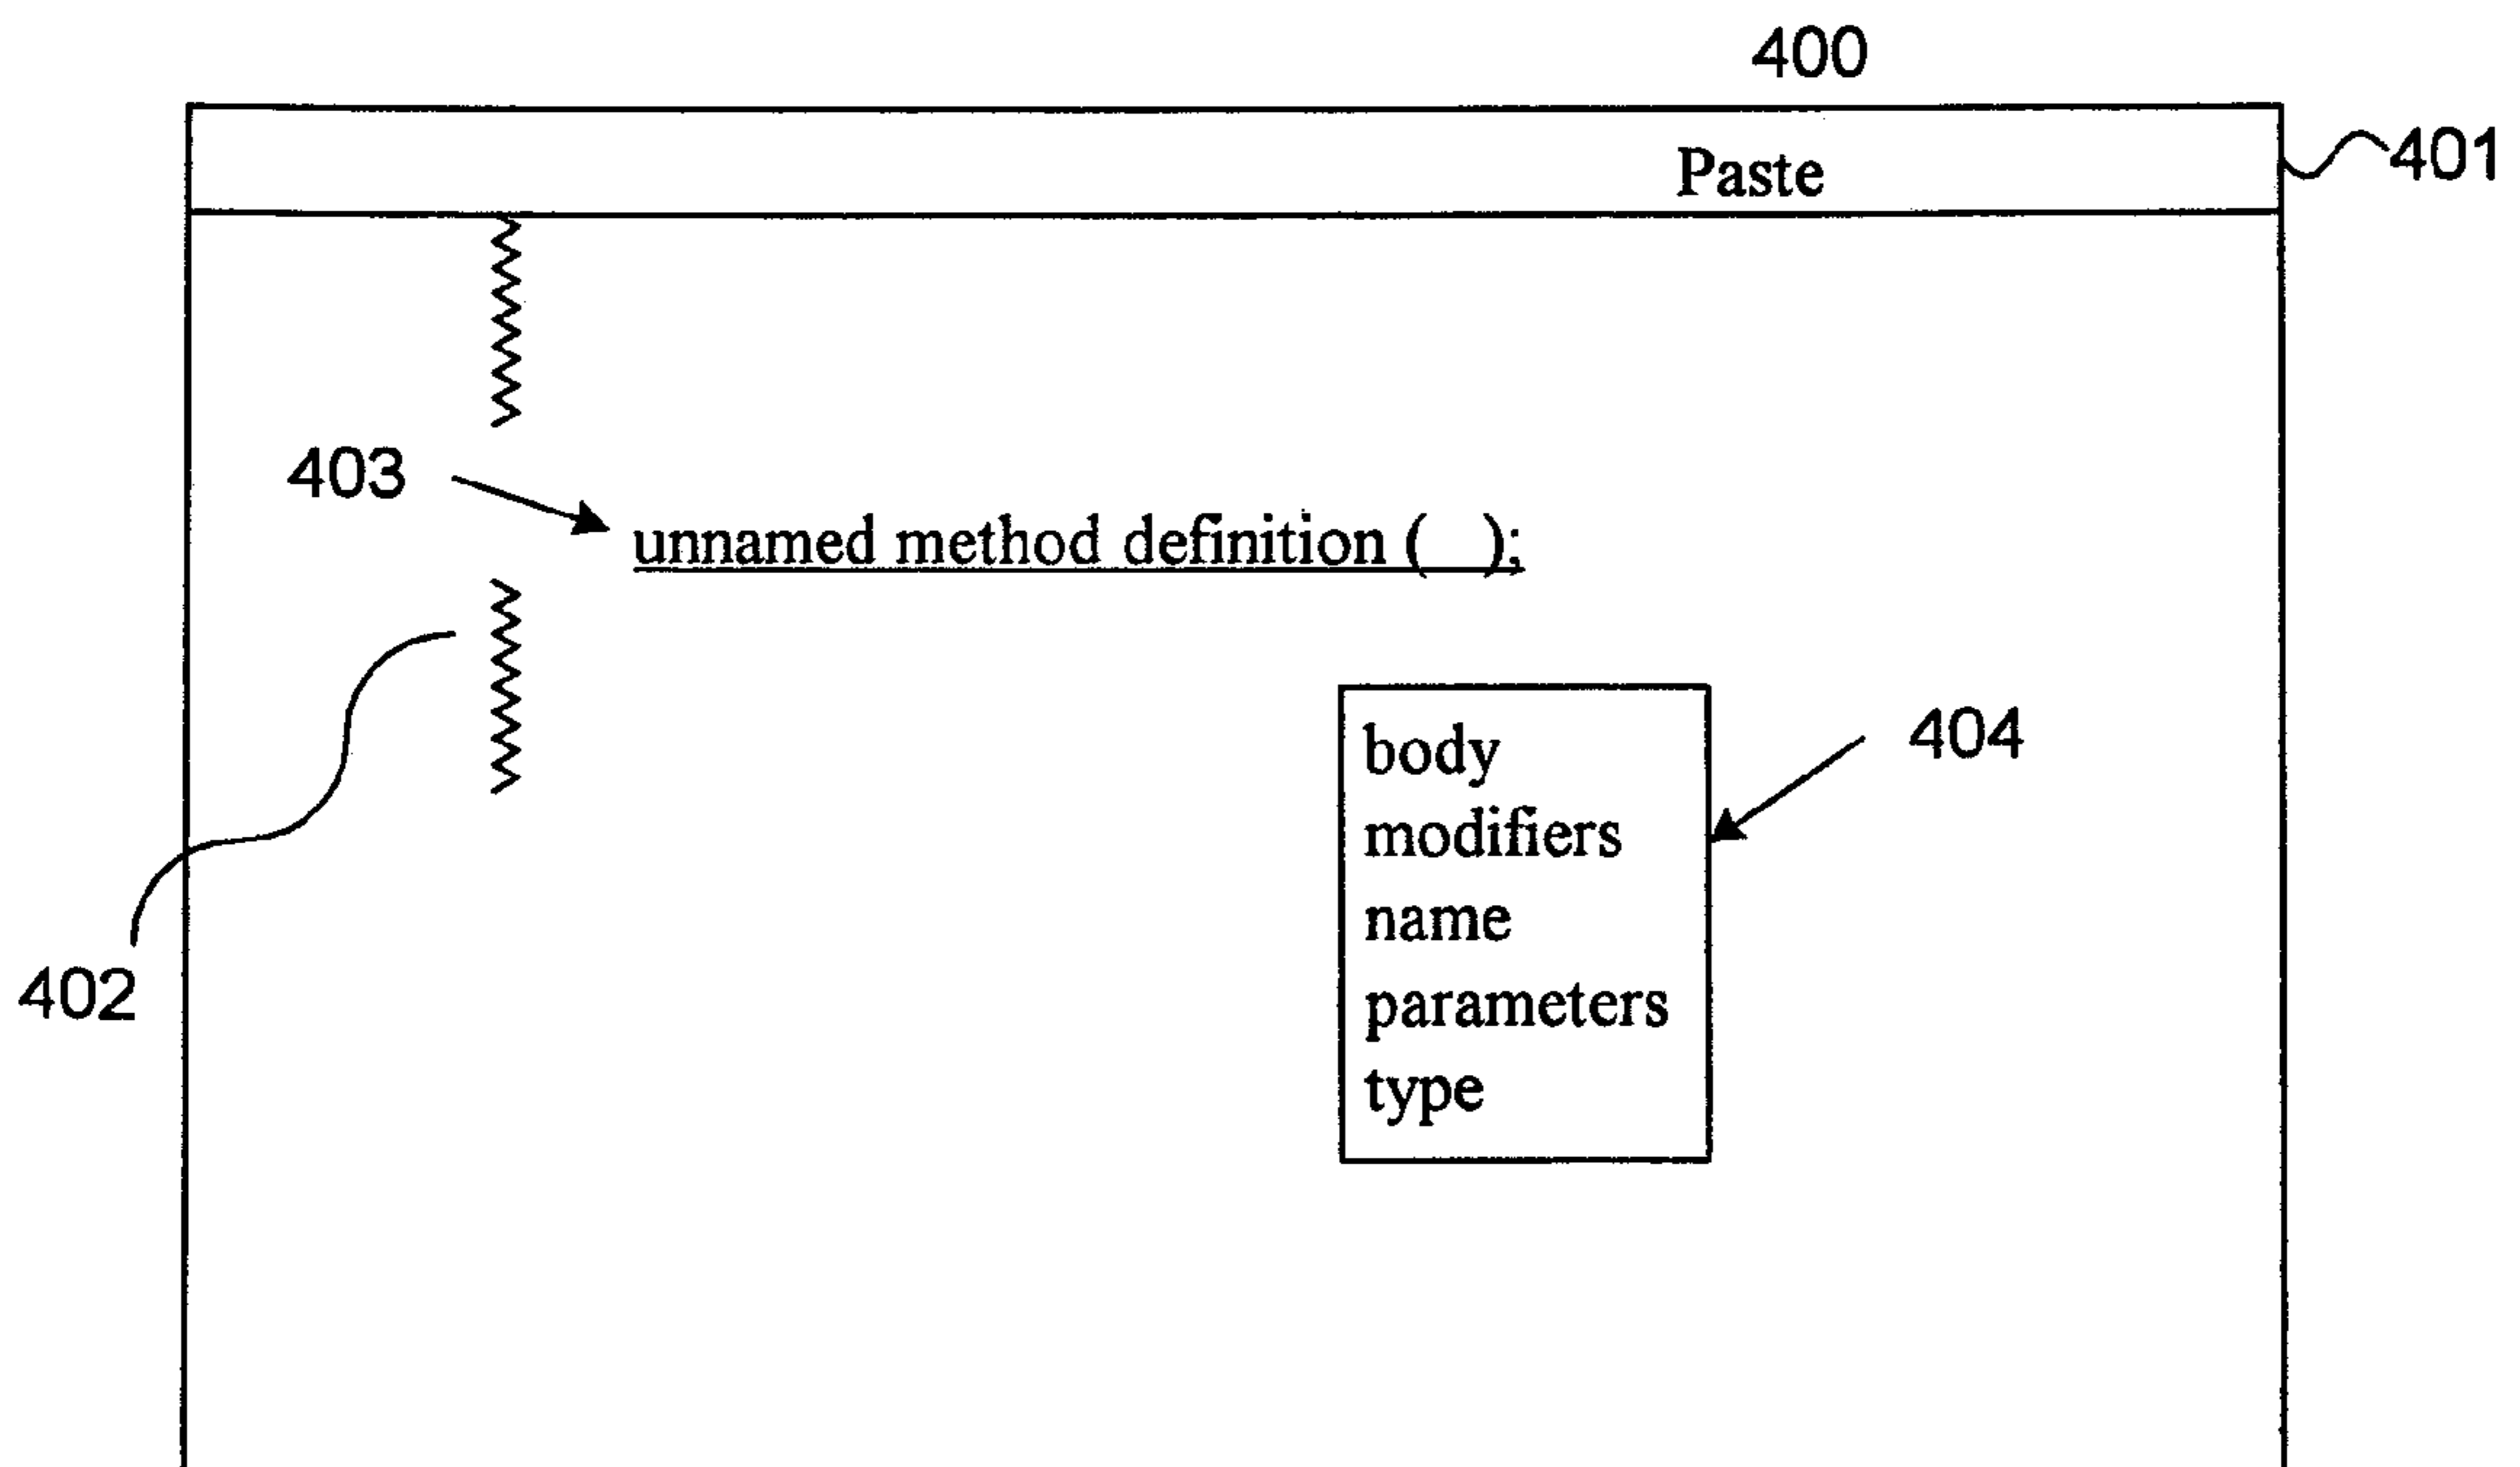 400
Paste
401
403
unnamed method definition ( );
body
404
modifiers
name
402
parameters
type